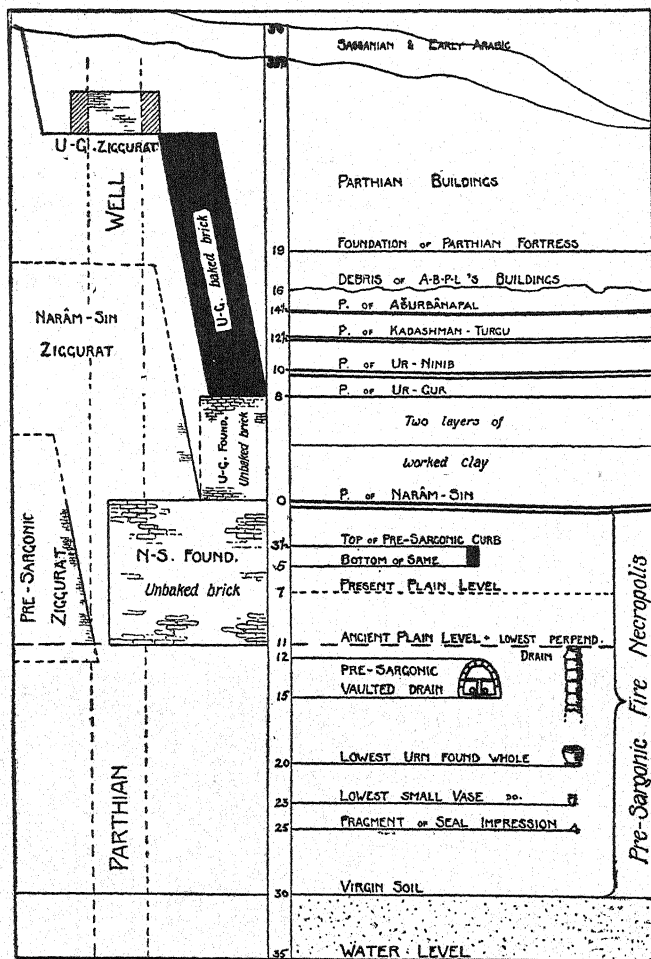 SASSANIAN & EARLY ARABIC
U-G. ZIGGURAT
WELL
PARTHIAN BUILDINGS
U-G. baked brick
19 FOUNDATION OF PARTHIAN FORTRESS
DEBRIS OF A-B-P-L'S BUILDINGS
16
P. OF AŠURBÂNAPAL
14½
NARÂM-SIN
ZIGGURAT
P. OF KADASHMAN-TURGU
12½
P. OF UR-NINIB
10
P. OF UR-GUR
8
U-G. FOUND.
Unbaked brick
Two layers of
worked clay
P. OF NARÂM-SIN
0
PRE-SARGONIC
ZIGGURAT
N-S. FOUND.
Unbaked brick
TOP OF PRE-SARGONIC CURB
3½
BOTTOM OF SAME
5
PRESENT PLAIN LEVEL
7
11 ANCIENT PLAIN LEVEL + LOWEST PERPEND.
DRAIN
12
PRE-SARGONIC
VAULTED DRAIN
15
LOWEST URN FOUND WHOLE
20
LOWEST SMALL VASE DO.
23
FRAGMENT OF SEAL IMPRESSION
25
Pre-Sargonic Fire Necropolis
PARTHIAN
VIRGIN SOIL
30
35 WATER LEVEL